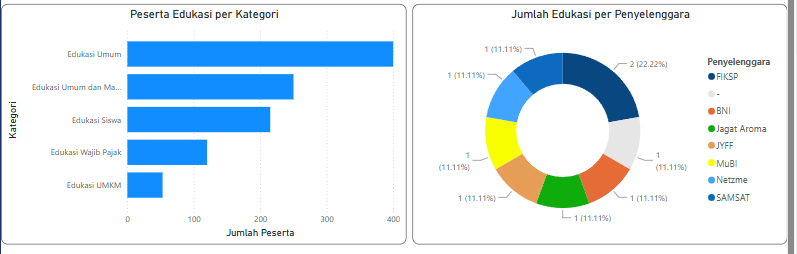 Peserta Edukasi per Kategori
Kategori
Edukasi Umum
Edukasi Umum dan Ma...
Edukasi Siswa
Edukasi Wajib Pajak
Edukasi UMKM
0 100 200 300 400
Jumlah Peserta
Jumlah Edukasi per Penyelenggara
2 (22.22%)
1
(11.11%)
1 (11.11%)
1 (11.11%)
1 (11.11%)
1
(11.11%)
1 (11.11%)
1 (11.11%)
Penyelenggara
FIKSP
-
BNI
Jagat Aroma
JYFF
MuBI
Netzme
SAMSAT